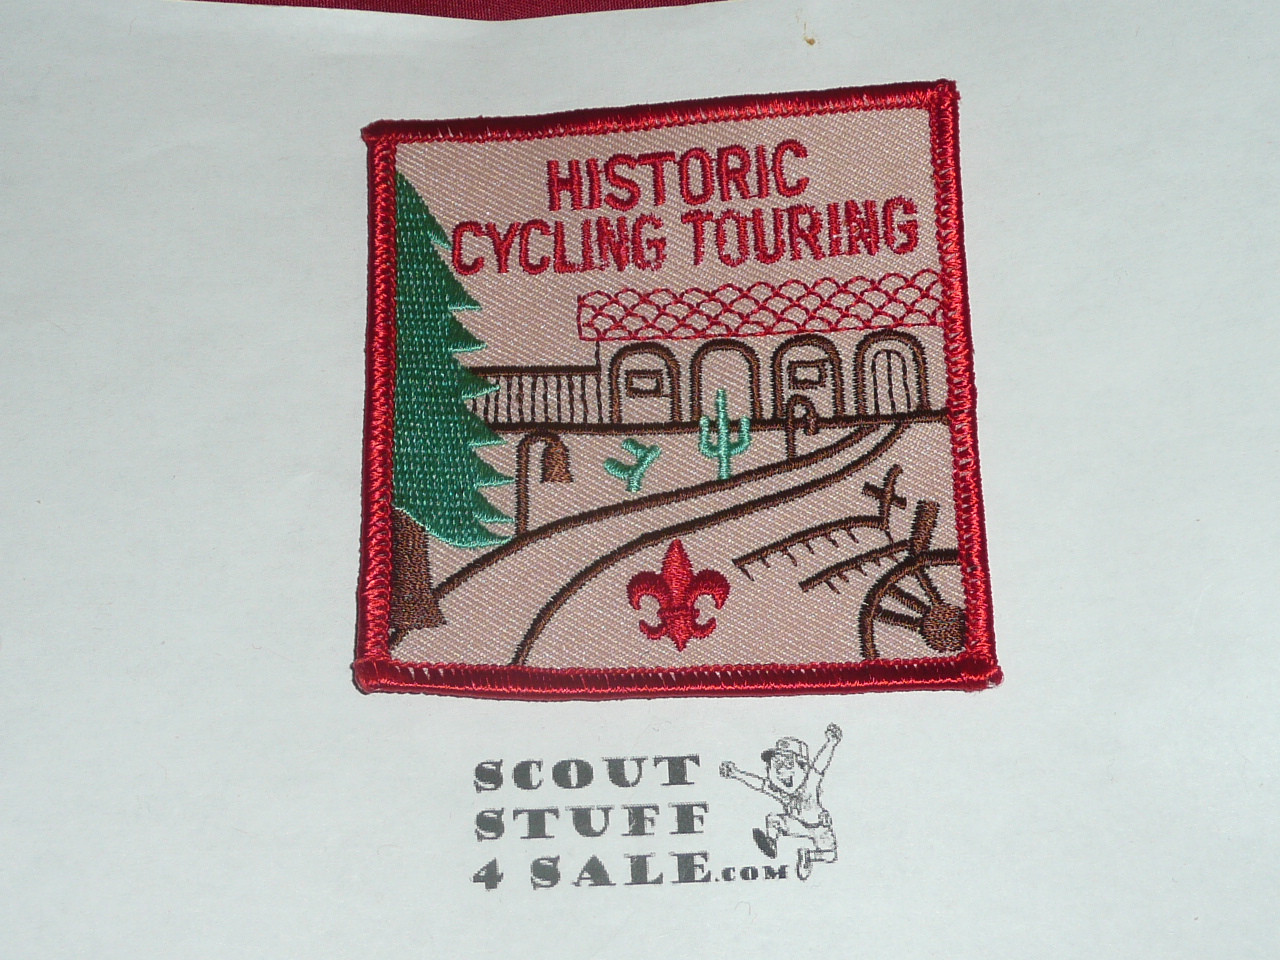 HISTORIC
CYCLING TOURING
SCOUT
STUFF
4 SALE.COM